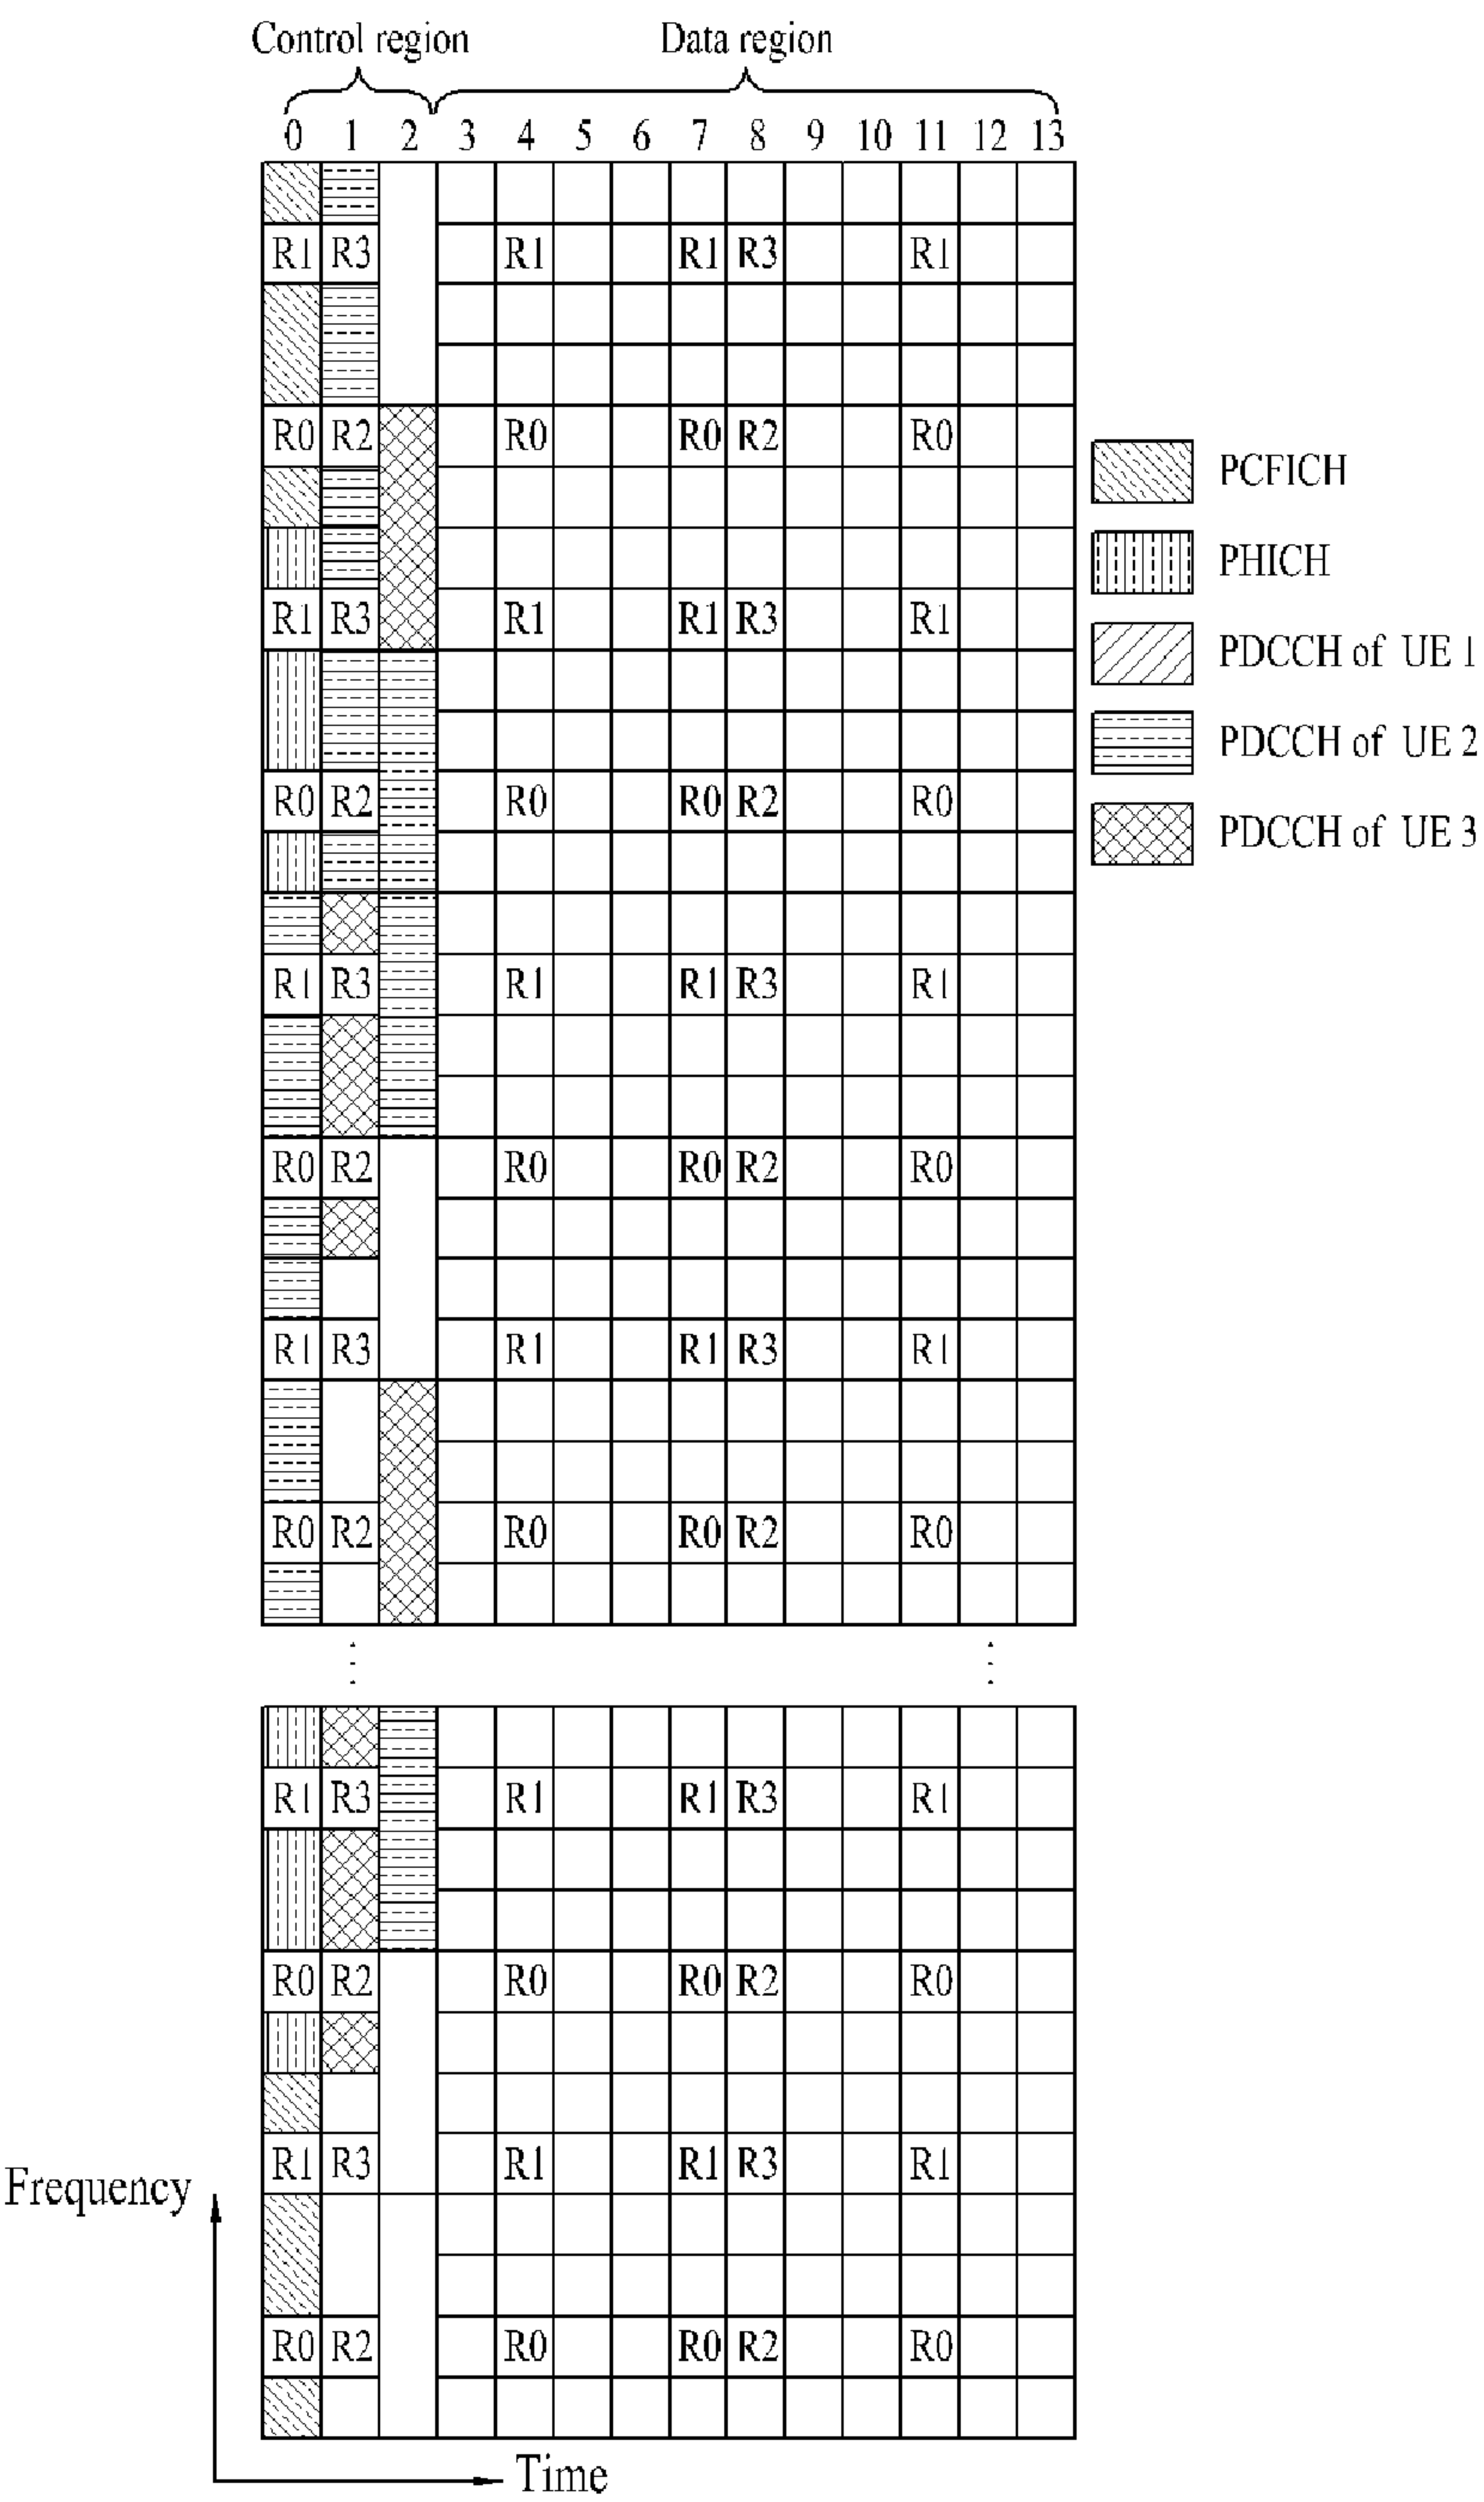 Control region Data region
0 1 2 3 4 5 6 7 8 9 10 11 12 13
R1 R3 R1 R1 R3 R1
R0 R2 R0 R0 R2 R0
PCFICH
PHICH
R1 R3 R1 R1 R3 R1
PDCCH of UE 1
PDCCH of UE 2
R0 R2 R0 R0 R2 R0
PDCCH of UE 3
R1 R3 R1 R1 R3 R1
R0 R2 R0 R0 R2 R0
R1 R3 R1 R1 R3 R1
R0 R2 R0 R0 R2 R0
R1 R3 R1 R1 R3 R1
R0 R2 R0 R0 R2 R0
R1 R3 R1 R1 R3 R1
Frequency
R0 R2 R0 R0 R2 R0
Time